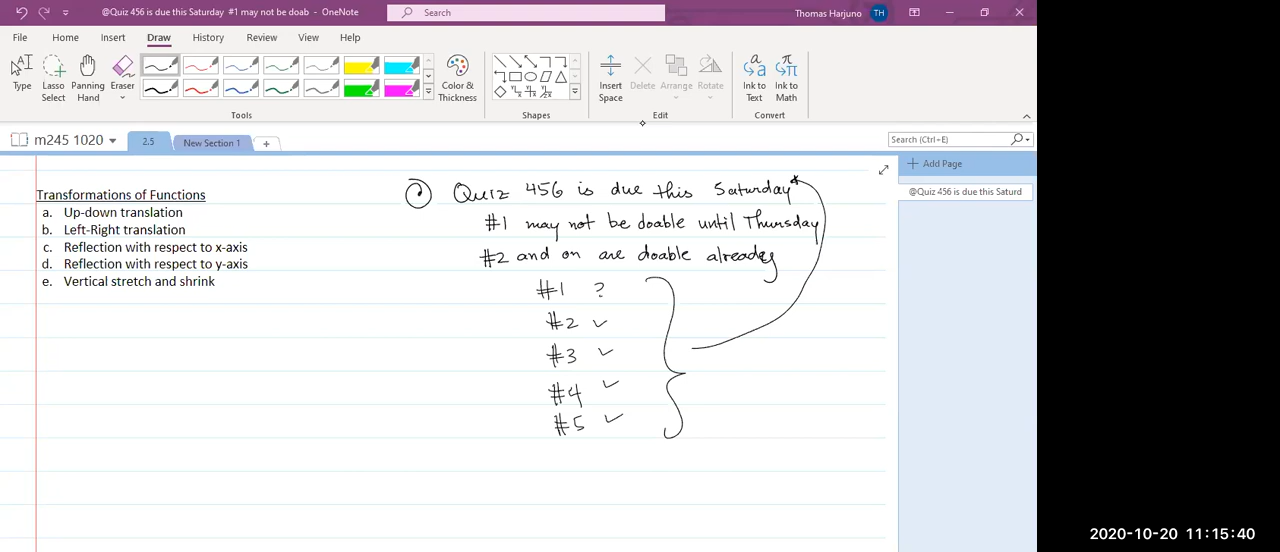 @Quiz 456 is due this Saturday #1 may not be doab - OneNote
Search
Thomas Harjuno
TH
File Home Insert Draw History Review View Help
Type
Lasso Select
Panning Hand
Eraser
Color & Thickness
Insert Space
Delete
Arrange
Rotate
Ink to Text
Ink to Math
Tools
Shapes
Edit
Convert
m245 1020
2.5
New Section 1
Search (Ctrl+E)
Add Page
@Quiz 456 is due this Saturd
Transformations of Functions
a. Up-down translation
b. Left-Right translation
c. Reflection with respect to x-axis
d. Reflection with respect to y-axis
e. Vertical stretch and shrink
Quiz 456 is due this Saturday*
#1 may not be doable until Thursday
#2 and on are doable already
#1 ?
#2 ✓
#3 ✓
#4 ✓
#5 ✓
2020-10-20 11:15:40